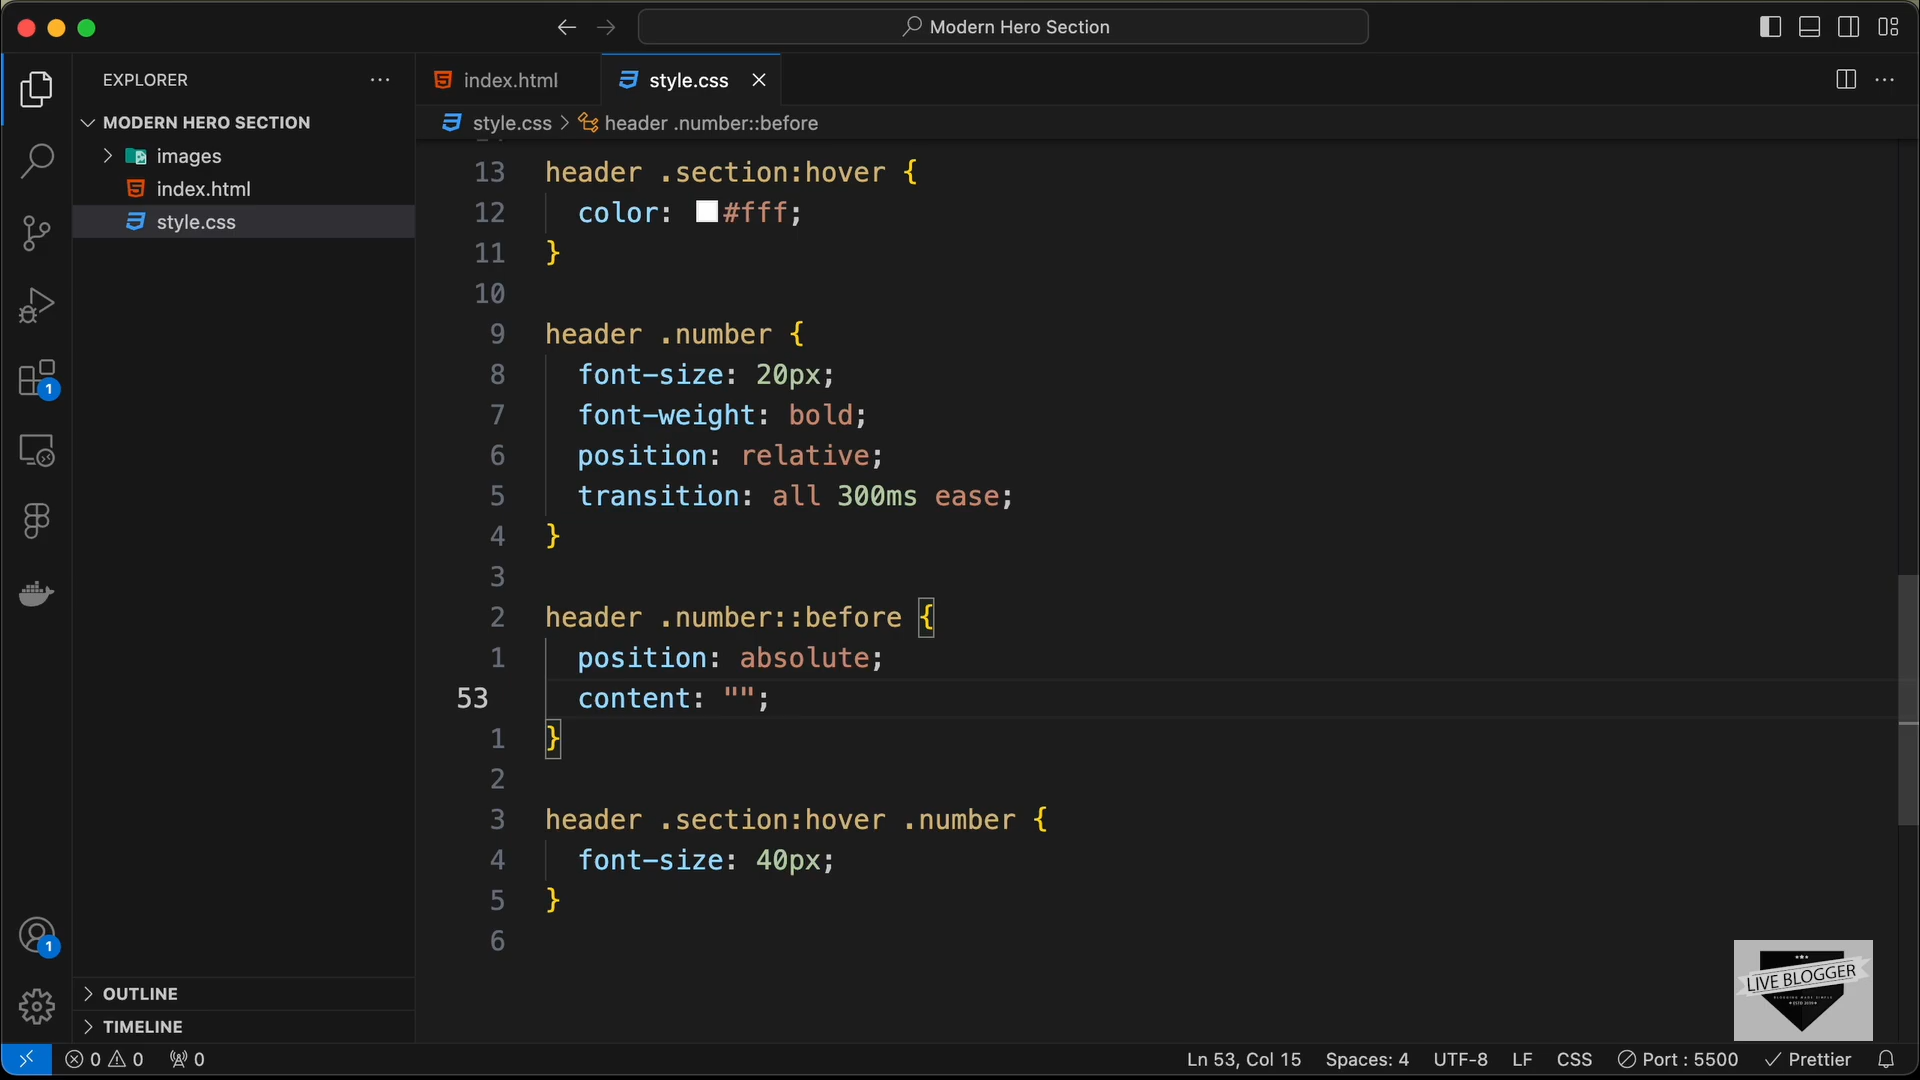 Modern Hero Section
EXPLORER
MODERN HERO SECTION
images
index.html
style.css
index.html
style.css
style.css > header .number::before
13 header .section:hover {
12 color: #fff;
11 }
10
9 header .number {
8 font-size: 20px;
7 font-weight: bold;
6 position: relative;
5 transition: all 300ms ease;
4 }
3
2 header .number::before {
1 position: absolute;
53 content: "";
1 }
2
3 header .section:hover .number {
4 font-size: 40px;
5 }
6
1
1
OUTLINE
TIMELINE
LIVE BLOGGER
0 0 0
Ln 53, Col 15 Spaces: 4 UTF-8 LF CSS Port : 5500 Prettier